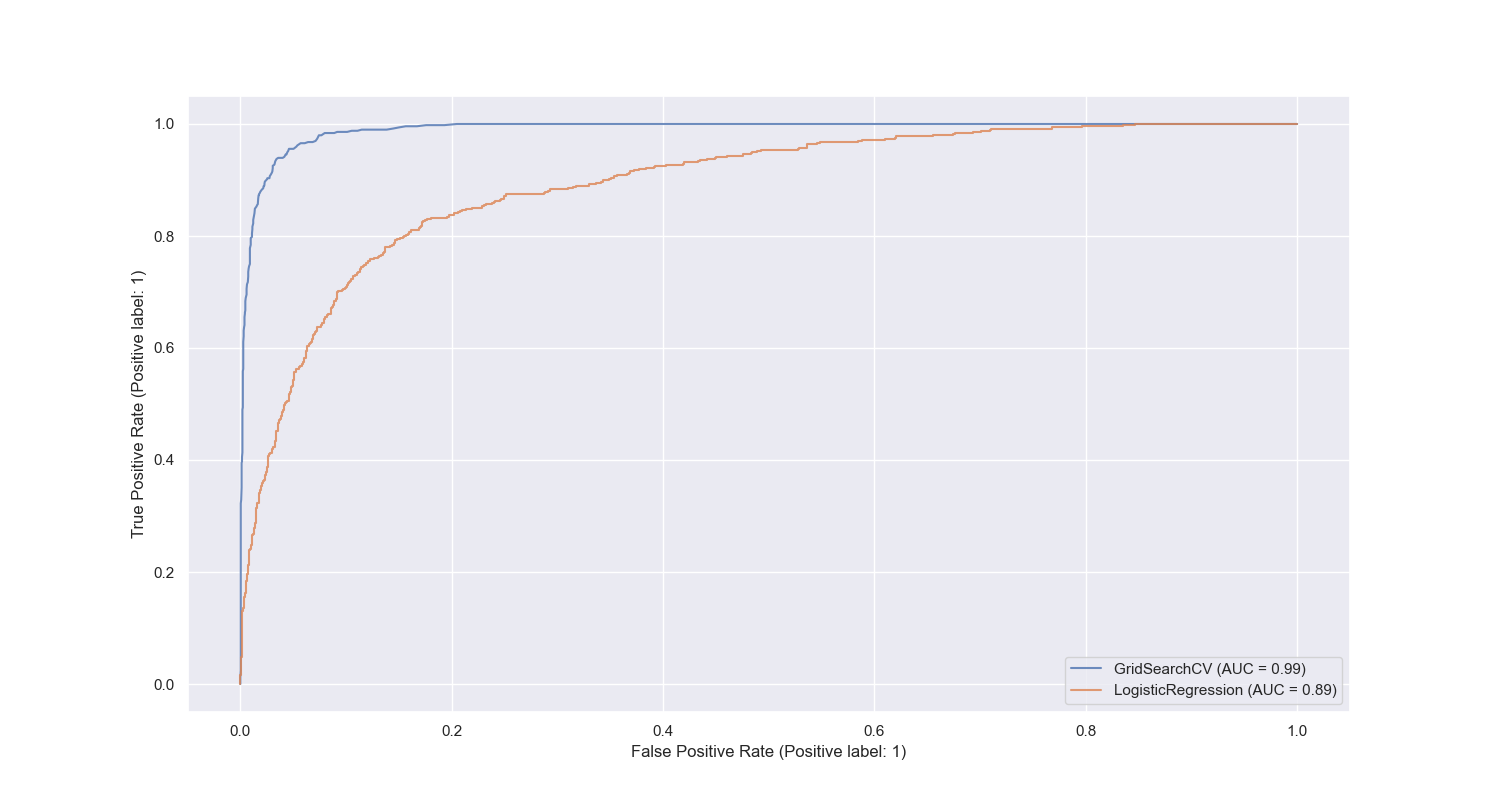 1.0
0.8
0.6
0.4
0.2
0.0
True Positive Rate (Positive label: 1)
GridSearchCV (AUC = 0.99)
LogisticRegression (AUC = 0.89)
0.0 0.2 0.4 0.6 0.8 1.0
False Positive Rate (Positive label: 1)